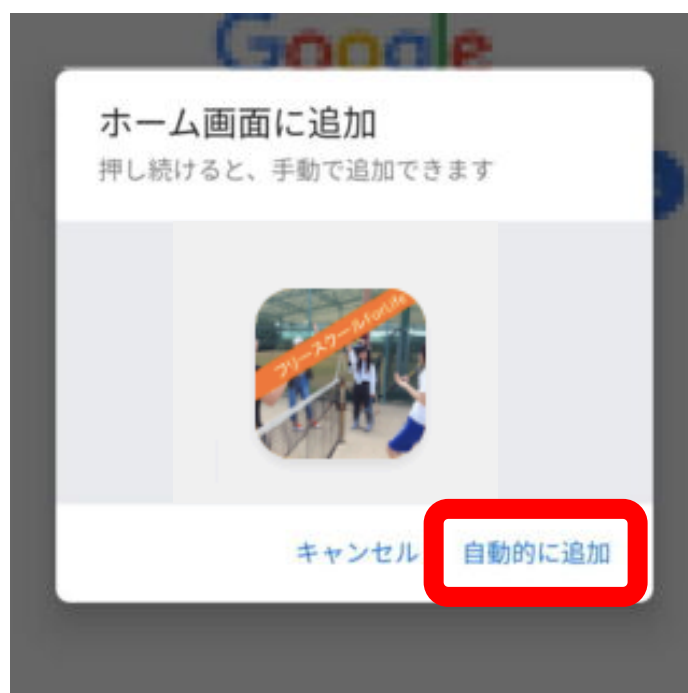 Google
ホーム画面に追加
押し続けると、手動で追加できます
フリースクールForLife
キャンセル
自動的に追加